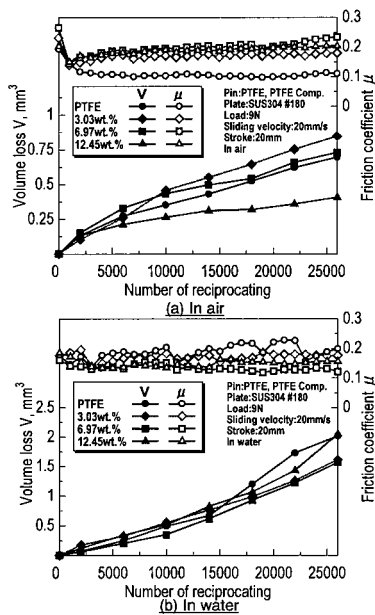 0.3
0.2
0.1
0
Friction coefficient μ
Volume loss V, mm³
1
0.75
0.5
0.25
V μ
PTFE
3.03wt.%
6.97wt.%
12.45wt.%
Pin:PTFE, PTFE Comp.
Plate:SUS304 #180
Load:9N
Sliding velocity:20mm/s
Stroke:20mm
In air
0 5000 10000 15000 20000 25000
Number of reciprocating
(a) In air
0.3
0.2
0.1
0
Friction coefficient μ
Volume loss V, mm³
2.5
2
1.5
1
0.5
V μ
PTFE
3.03wt.%
6.97wt.%
12.45wt.%
Pin:PTFE, PTFE Comp.
Plate:SUS304 #180
Load:9N
Sliding velocity:20mm/s
Stroke:20mm
In water
0 5000 10000 15000 20000 25000
Number of reciprocating
(b) In water